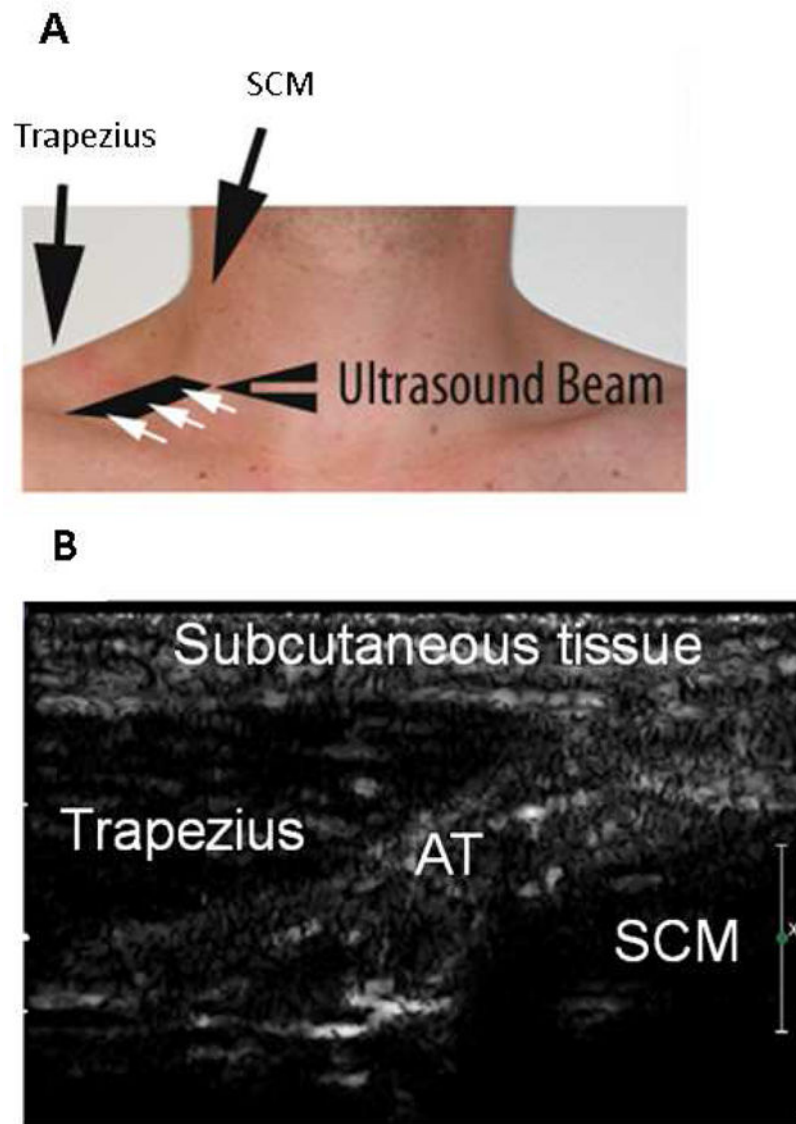 A
SCM
Trapezius
Ultrasound Beam
B
Subcutaneous tissue
Trapezius
AT
SCM
x